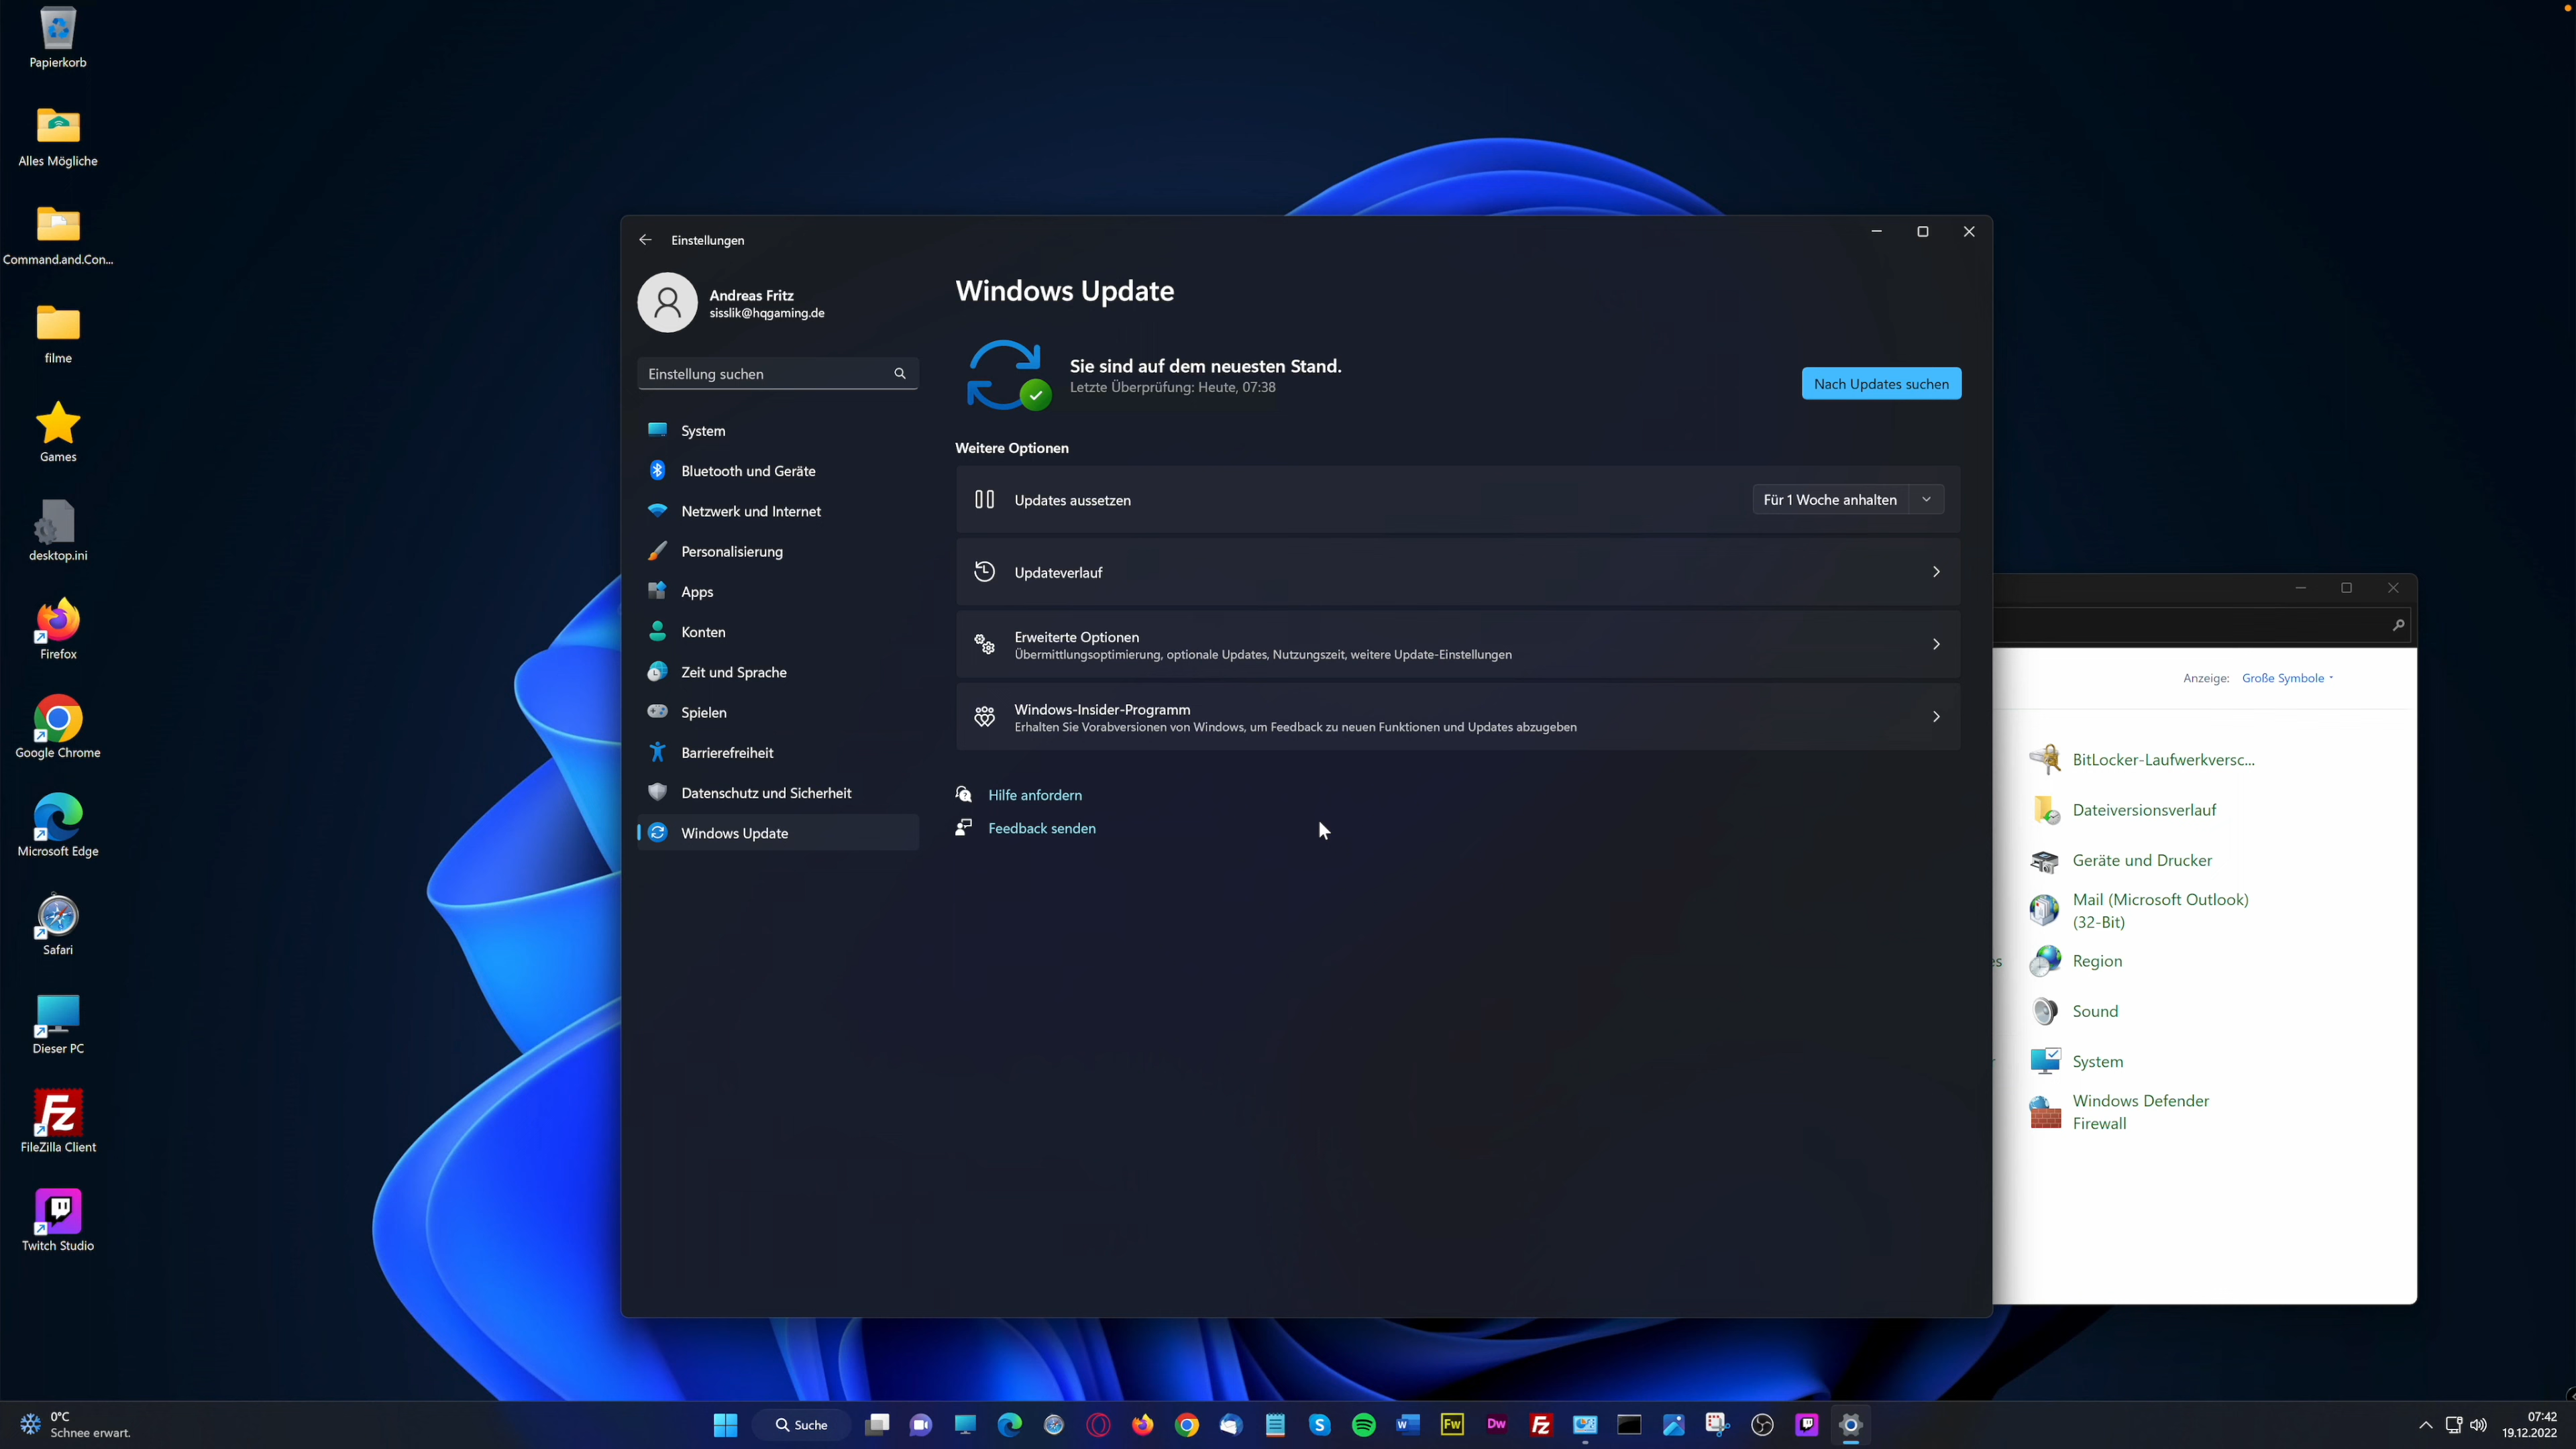 Papierkorb
Alles Mögliche
Command.and.Con...
filme
Games
desktop.ini
Firefox
Google Chrome
Microsoft Edge
Safari
Dieser PC
FileZilla Client
Twitch Studio
Einstellungen
Andreas Fritz
sisslik@hqgaming.de
Einstellung suchen
System
Bluetooth und Geräte
Netzwerk und Internet
Personalisierung
Apps
Konten
Zeit und Sprache
Spielen
Barrierefreiheit
Datenschutz und Sicherheit
Windows Update
Windows Update
Sie sind auf dem neuesten Stand.
Letzte Überprüfung: Heute, 07:38
Nach Updates suchen
Weitere Optionen
Updates aussetzen
Für 1 Woche anhalten
Updateverlauf
Erweiterte Optionen
Übermittlungsoptimierung, optionale Updates, Nutzungszeit, weitere Update-Einstellungen
Windows-Insider-Programm
Erhalten Sie Vorabversionen von Windows, um Feedback zu neuen Funktionen und Updates abzugeben
Hilfe anfordern
Feedback senden
Anzeige: Große Symbole
BitLocker-Laufwerkversc...
Dateiversionsverlauf
Geräte und Drucker
Mail (Microsoft Outlook)
(32-Bit)
Region
Sound
System
Windows Defender
Firewall
0°C
Schnee erwart.
Suche
Fw
Dw
07:42
19.12.2022